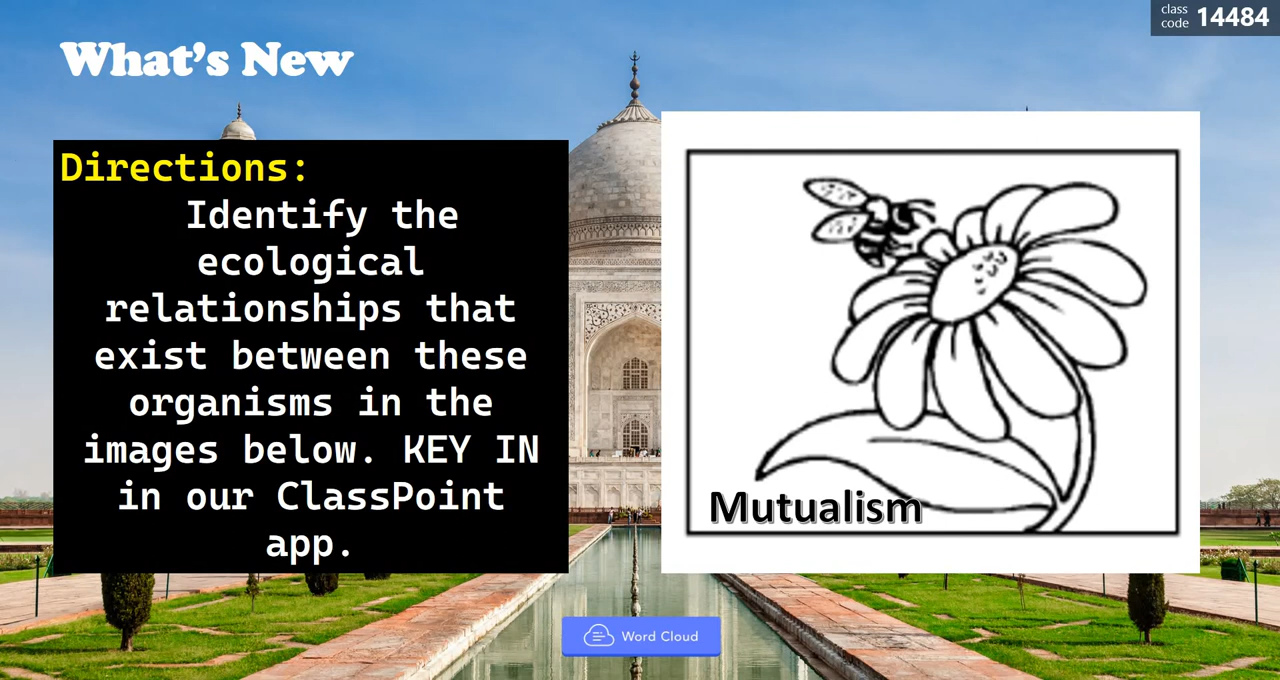 class
code 14484
What's New
Directions:
Identify the
ecological
relationships that
exist between these
organisms in the
images below. KEY IN
in our ClassPoint
app.
Mutualism
Word Cloud